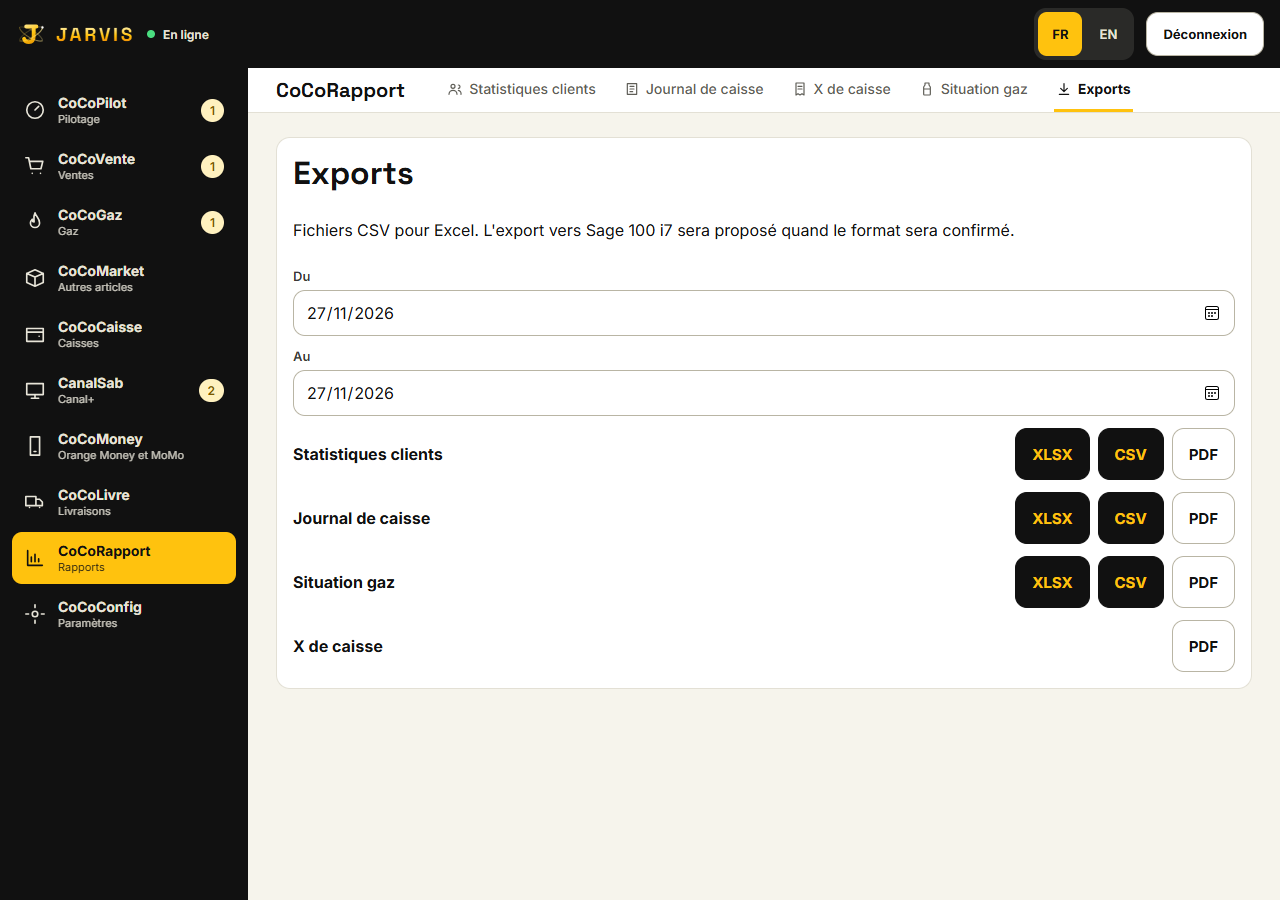 JARVIS
En ligne
FR
EN
Déconnexion
CoCoPilot
Pilotage
1
CoCoVente
Ventes
1
CoCoGaz
Gaz
1
CoCoMarket
Autres articles
CoCoCaisse
Caisses
CanalSab
Canal+
2
CoCoMoney
Orange Money et MoMo
CoCoLivre
Livraisons
CoCoRapport
Rapports
CoCoConfig
Paramètres
CoCoRapport
Statistiques clients
Journal de caisse
X de caisse
Situation gaz
Exports
Exports
Fichiers CSV pour Excel. L'export vers Sage 100 i7 sera proposé quand le format sera confirmé.
Du
27/11/2026
Au
27/11/2026
Statistiques clients
XLSX
CSV
PDF
Journal de caisse
XLSX
CSV
PDF
Situation gaz
XLSX
CSV
PDF
X de caisse
PDF